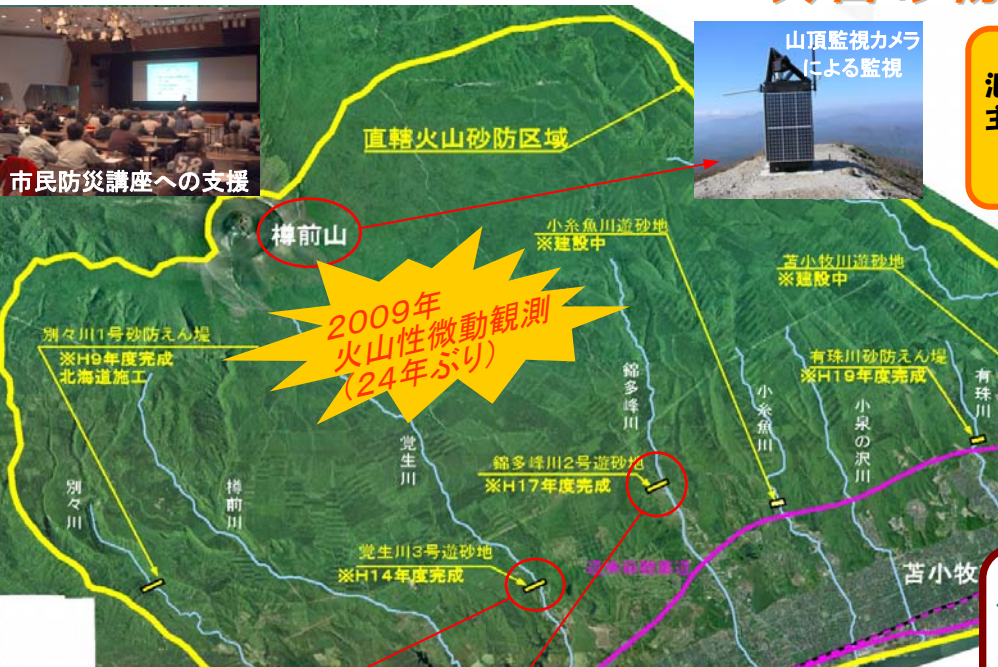 市民防災講座への支援
山頂監視カメラ
による監視
直轄火山砂防区域
樽前山
小糸魚川遊砂地
※建設中
苫小牧川遊砂地
※建設中
2009年
火山性微動観測
(24年ぶり)
別々川1号砂防えん堤
※H9年度完成
北海道施工
有珠川砂防えん堤
※H19年度完成
有珠川
錦多峰川
小糸魚川
小泉の沢川
覚生川
錦多峰川2号遊砂地
※H17年度完成
別々川
樽前川
覚生川3号遊砂地
※H14年度完成
苫小牧